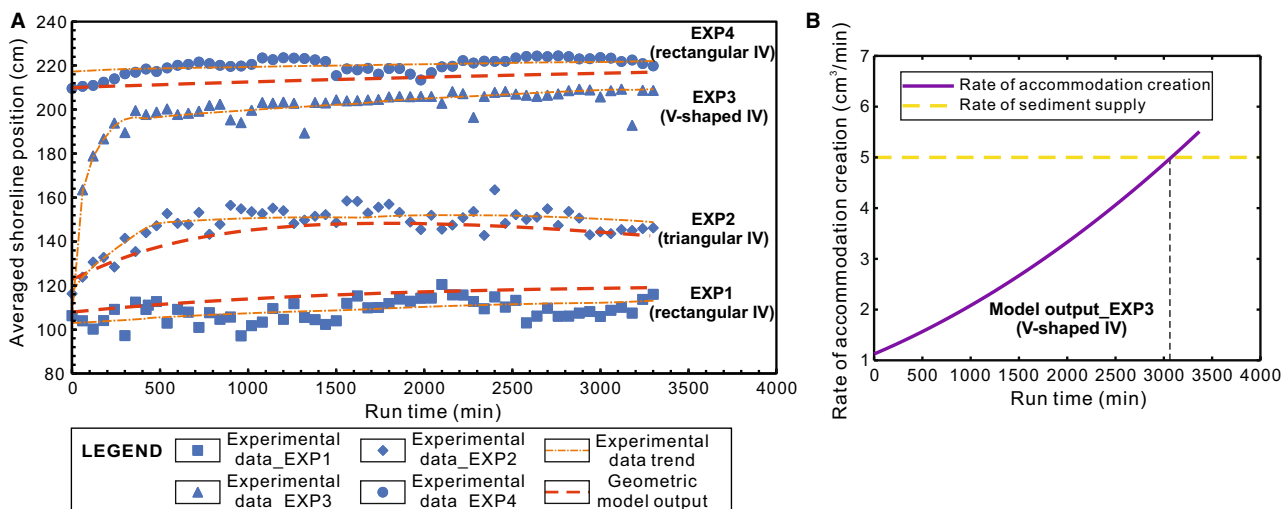 A
Averaged shoreline position (cm)
240
220
200
180
160
140
120
100
80
0
500
1000
1500
2000
2500
3000
3500
4000
Run time (min)
EXP4
(rectangular IV)
EXP3
(V-shaped IV)
EXP2
(triangular IV)
EXP1
(rectangular IV)
LEGEND
Experimental
data_EXP1
Experimental
data_EXP2
Experimental
data trend
Experimental
data_EXP3
Experimental
data_EXP4
Geometric
model output
B
Rate of accommodation creation (cm³/min)
7
6
5
4
3
2
1
Rate of accommodation creation
Rate of sediment supply
Model output_EXP3
(V-shaped IV)
0
500
1000
1500
2000
2500
3000
3500
4000
Run time (min)